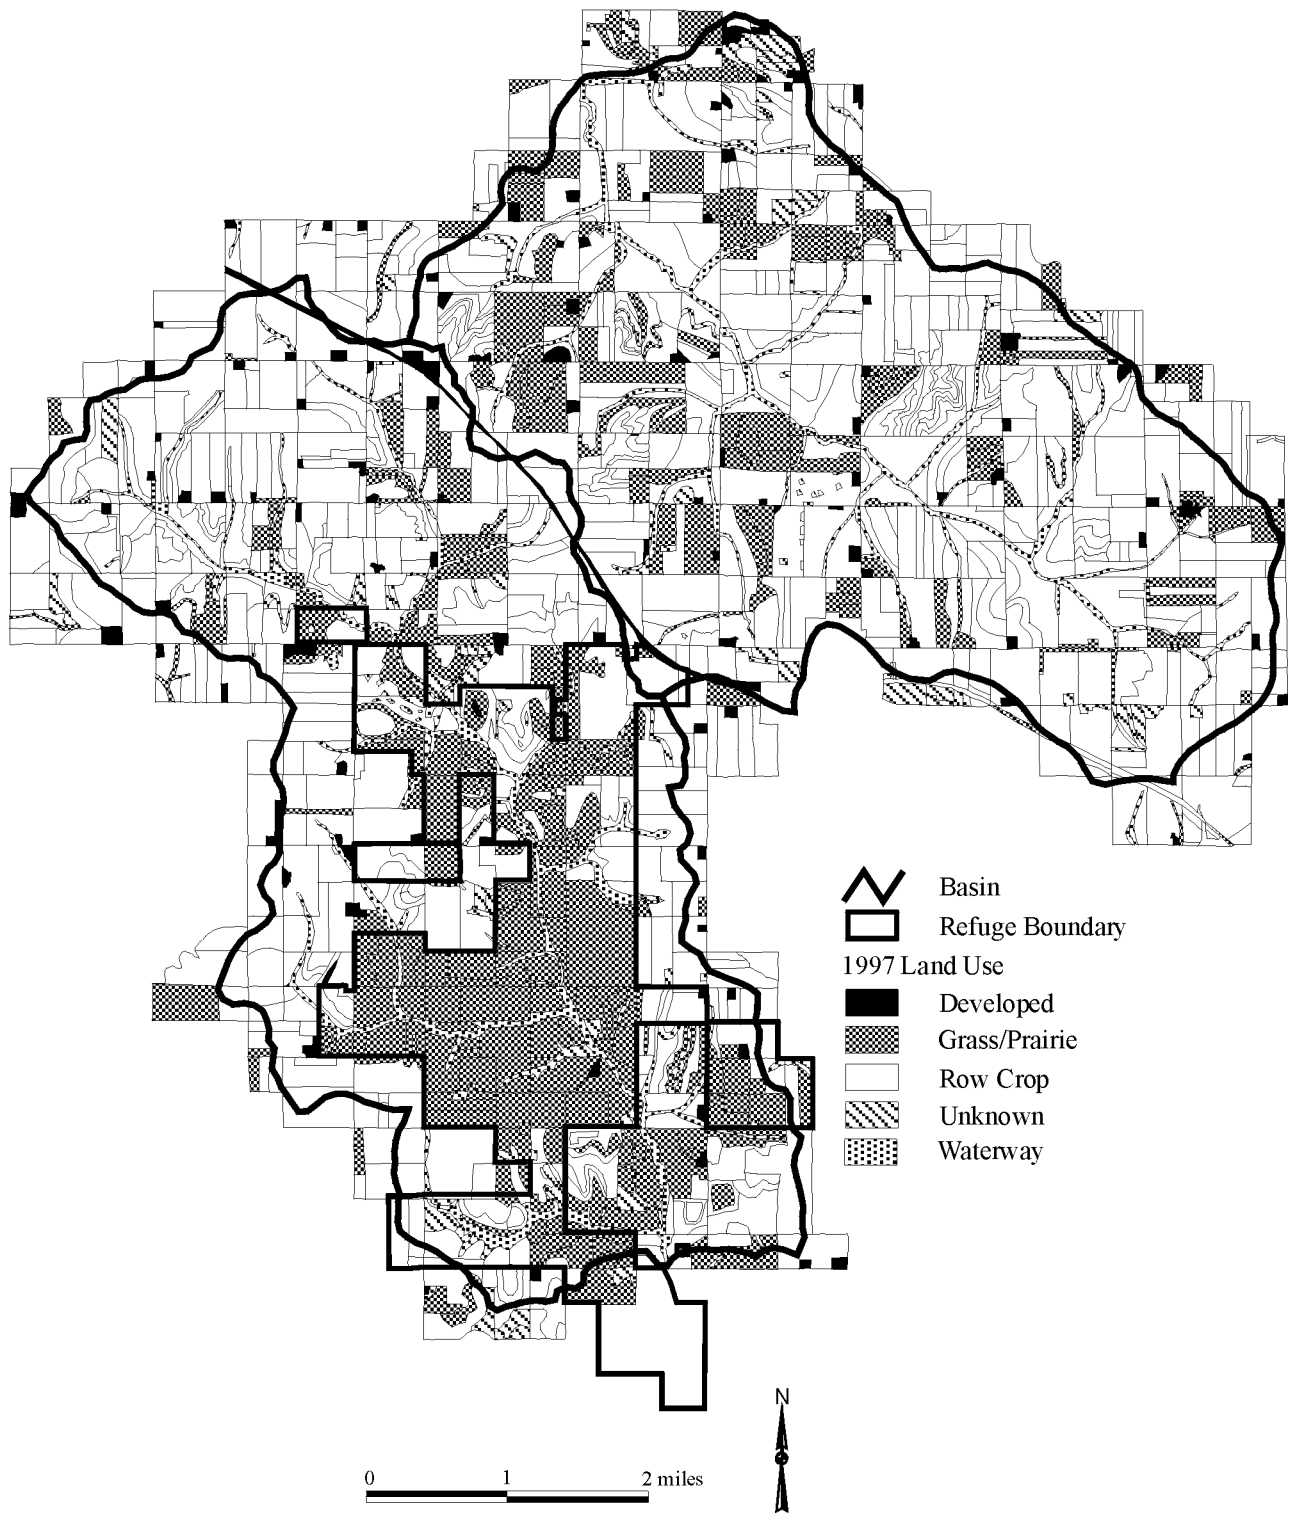 Basin
Refuge Boundary
1997 Land Use
Developed
Grass/Prairie
Row Crop
Unknown
Waterway
N
0 1 2 miles